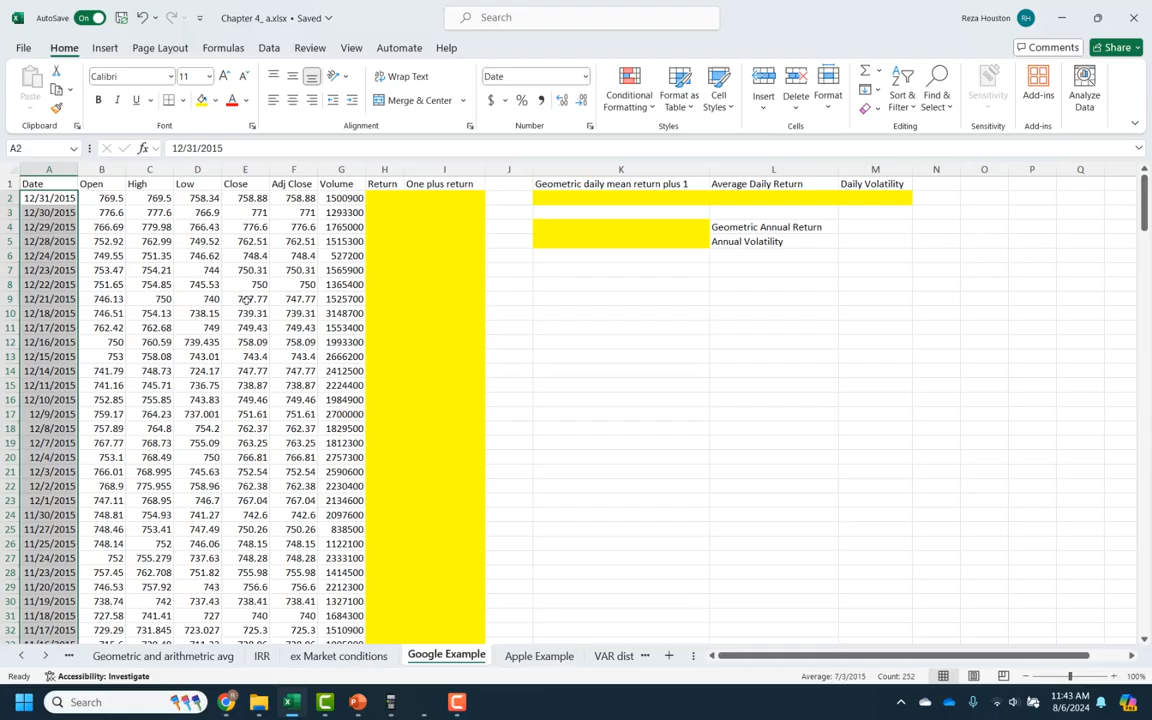 AutoSave On Chapter 4_ a.xlsx • Saved Search Reza Houston RH
File Home Insert Page Layout Formulas Data Review View Automate Help Comments Share
Paste Calibri 11 Wrap Text Date Conditional Formatting Format as Table Cell Styles Insert Delete Format Sort & Filter Find & Select Sensitivity Add-ins Analyze Data
B I U A Merge & Center $ % 9
Clipboard Font Alignment Number Styles Cells Editing Sensitivity Add-ins
A2 fx 12/31/2015
A B C D E F G H I J K L M N O P Q
1 Date Open High Low Close Adj Close Volume Return One plus return Geometric daily mean return plus 1 Average Daily Return Daily Volatility
2 12/31/2015 769.5 769.5 758.34 758.88 758.88 1500900
3 12/30/2015 776.6 777.6 766.9 771 771 1293300
4 12/29/2015 766.69 779.98 766.43 776.6 776.6 1765000 Geometric Annual Return
5 12/28/2015 752.92 762.99 749.52 762.51 762.51 1515300 Annual Volatility
6 12/24/2015 749.55 751.35 746.62 748.4 748.4 527200
7 12/23/2015 753.47 754.21 744 750.31 750.31 1565900
8 12/22/2015 751.65 754.85 745.53 750 750 1365400
9 12/21/2015 746.13 750 740 747.77 747.77 1525700
10 12/18/2015 746.51 754.13 738.15 739.31 739.31 3148700
11 12/17/2015 762.42 762.68 749 749.43 749.43 1553400
12 12/16/2015 750 760.59 739.435 758.09 758.09 1993300
13 12/15/2015 753 758.08 743.01 743.4 743.4 2666200
14 12/14/2015 741.79 748.73 724.17 747.77 747.77 2412500
15 12/11/2015 741.16 745.71 736.75 738.87 738.87 2224400
16 12/10/2015 752.85 755.85 743.83 749.46 749.46 1984900
17 12/9/2015 759.17 764.23 737.001 751.61 751.61 2700000
18 12/8/2015 757.89 764.8 754.2 762.37 762.37 1829500
19 12/7/2015 767.77 768.73 755.09 763.25 763.25 1812300
20 12/4/2015 753.1 768.49 750 766.81 766.81 2757300
21 12/3/2015 766.01 768.995 745.63 752.54 752.54 2590600
22 12/2/2015 768.9 775.955 758.96 762.38 762.38 2230400
23 12/1/2015 747.11 768.95 746.7 767.04 767.04 2134600
24 11/30/2015 748.81 754.93 741.27 742.6 742.6 2097600
25 11/27/2015 748.46 753.41 747.49 750.26 750.26 838500
26 11/25/2015 748.14 752 746.06 748.15 748.15 1122100
27 11/24/2015 752 755.279 737.63 748.28 748.28 2333100
28 11/23/2015 757.45 762.708 751.82 755.98 755.98 1414500
29 11/20/2015 746.53 757.92 743 756.6 756.6 2212300
30 11/19/2015 738.74 742 737.43 738.41 738.41 1327100
31 11/18/2015 727.58 741.41 727 740 740 1684300
32 11/17/2015 729.29 731.845 723.027 725.3 725.3 1510900
Geometric and arithmetric avg IRR ex Market conditions Google Example Apple Example VAR dist
Ready Accessibility: Investigate Average: 7/3/2015 Count: 252 100%
Search 11:43 AM
8/6/2024